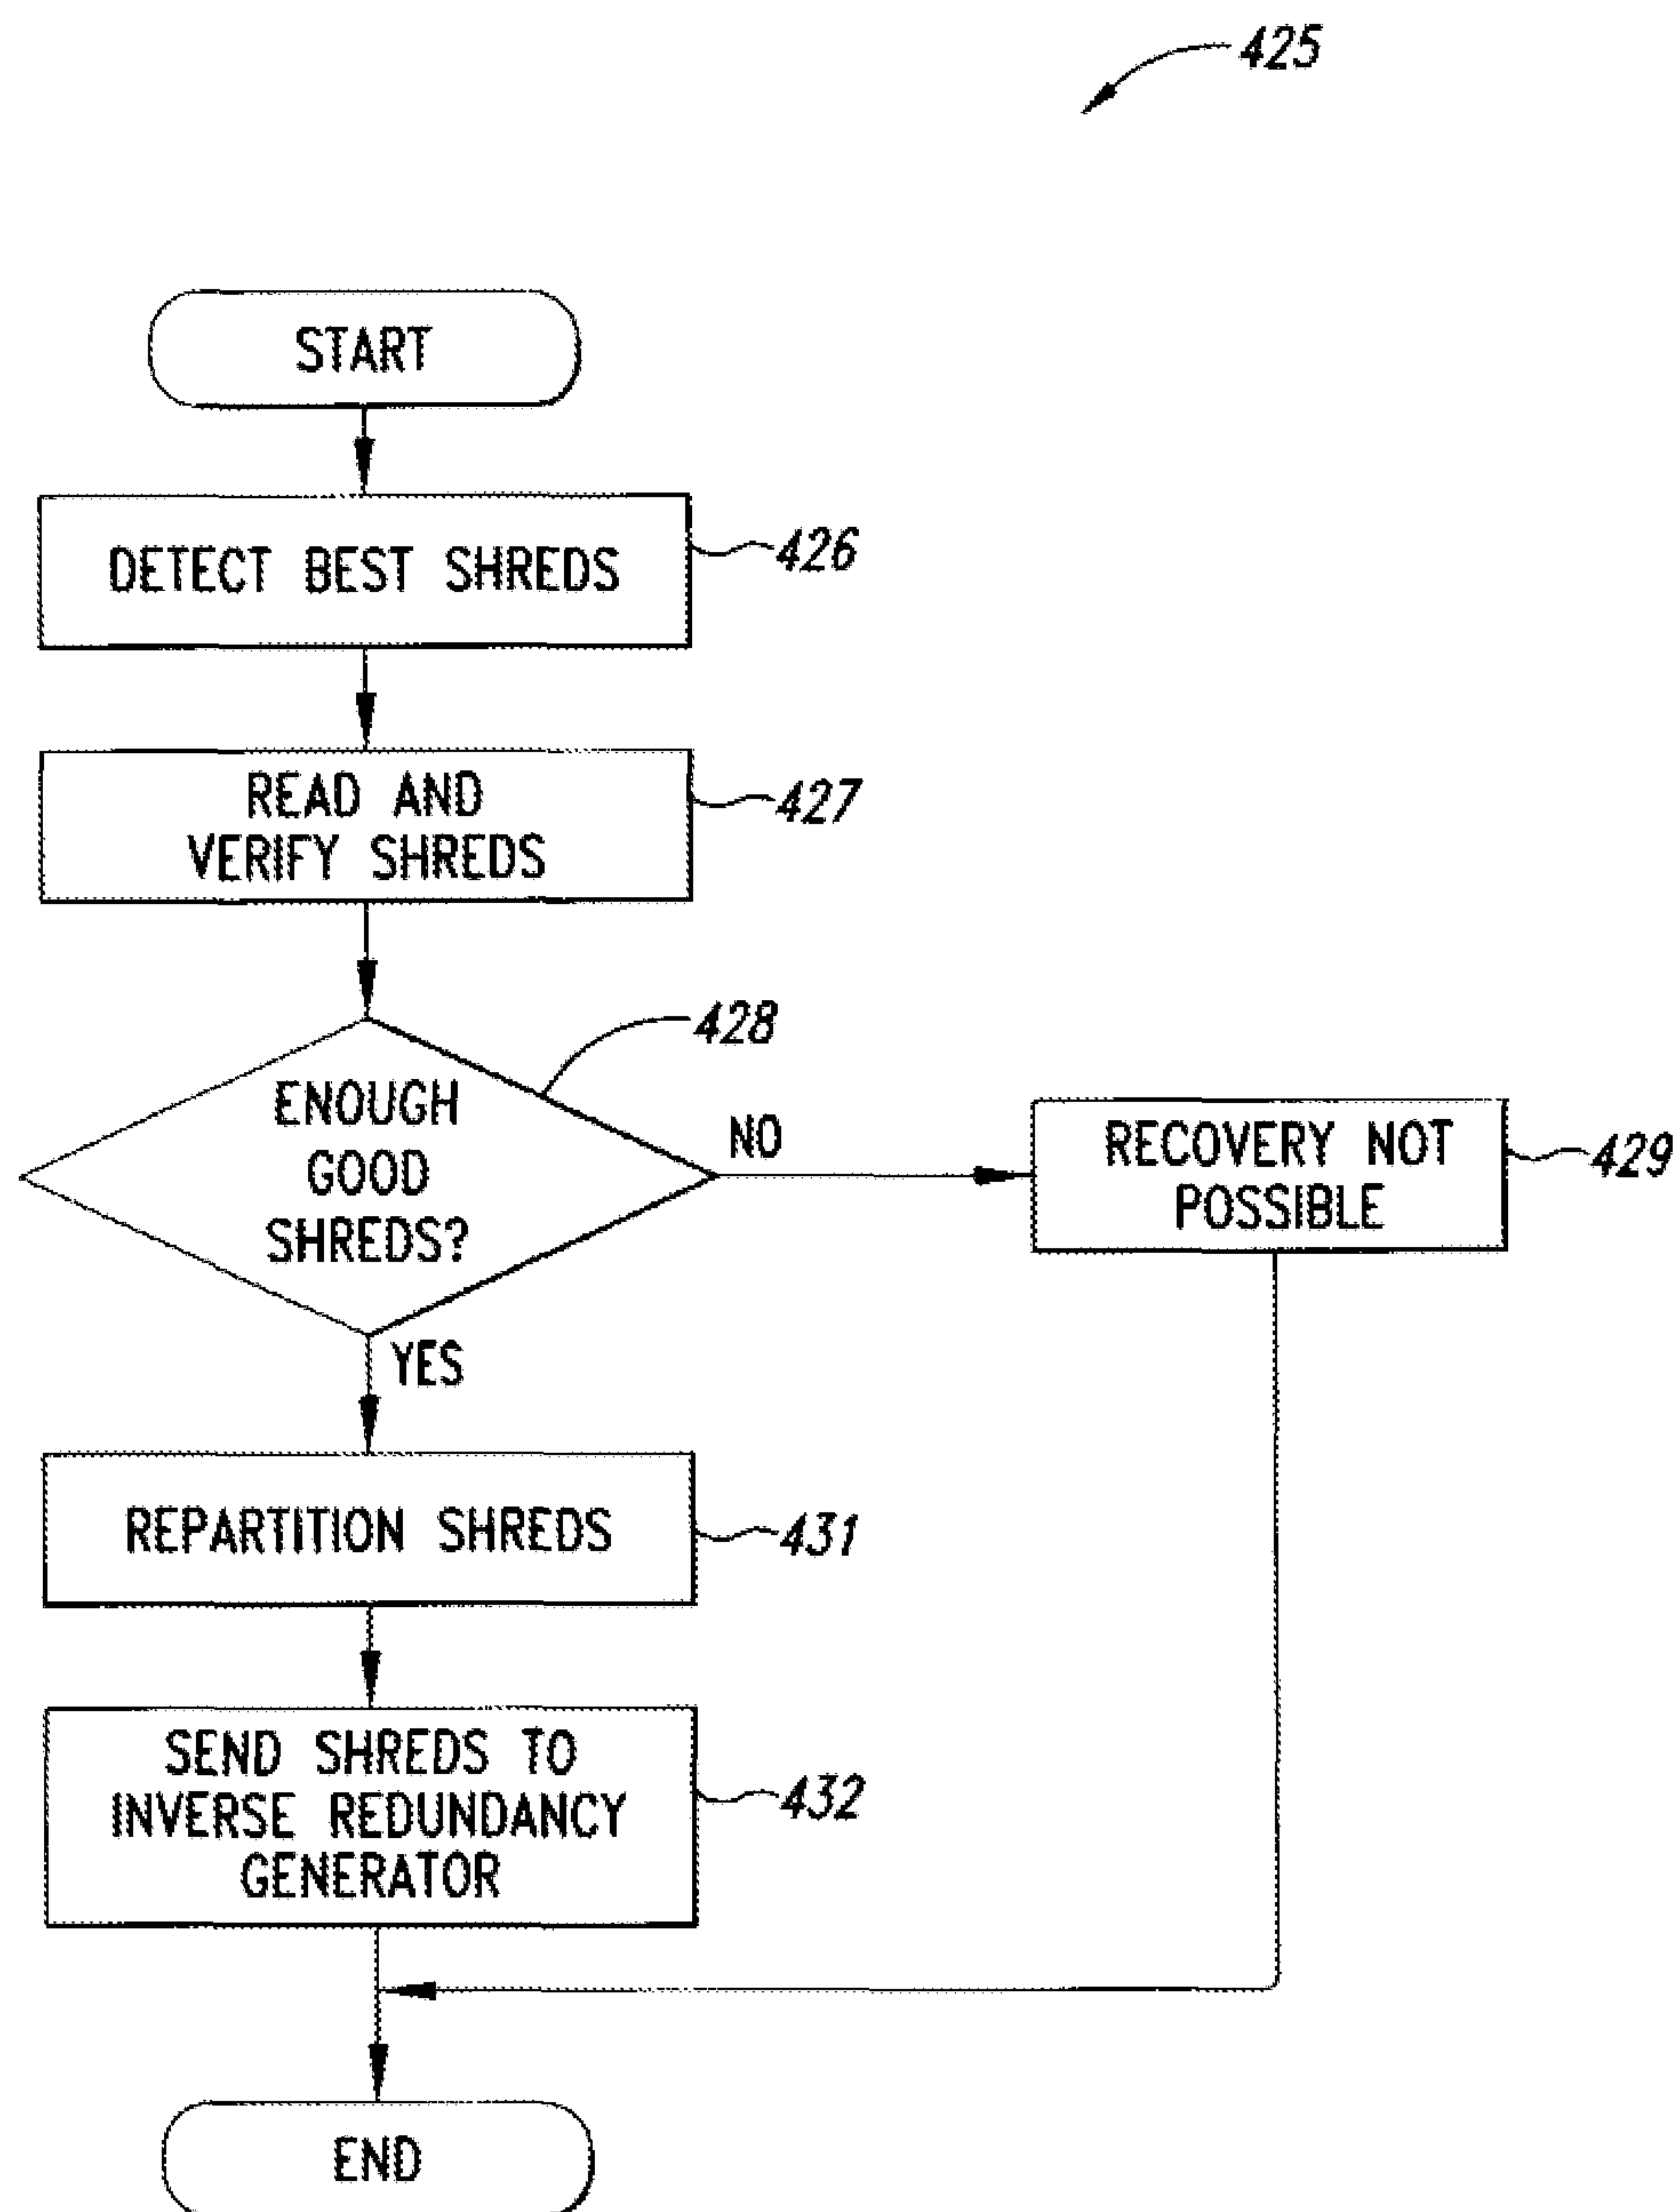 425
START
DETECT BEST SHREDS
426
READ AND
VERIFY SHREDS
427
428
ENOUGH
GOOD
SHREDS?
NO
RECOVERY NOT
POSSIBLE
429
YES
REPARTITION SHREDS
431
SEND SHREDS TO
INVERSE REDUNDANCY
GENERATOR
432
END